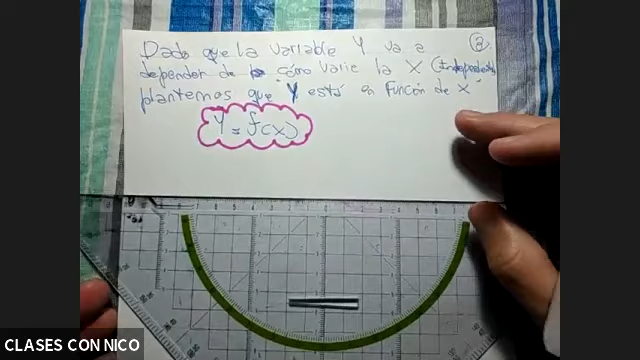 Dado que la variable Y va a
depender de cómo varíe la X (Independiente
plantemos que Y está en función de X
Y = f(x)
CLASES CON NICO